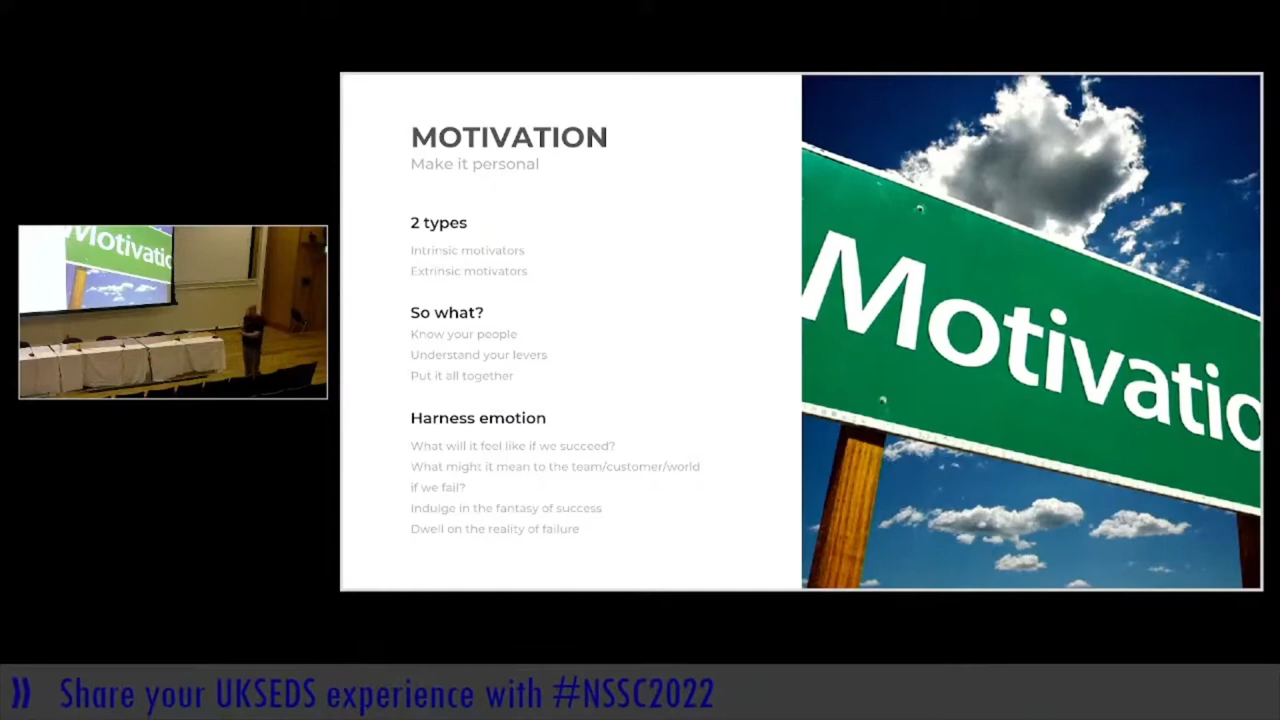 MOTIVATION
Make it personal
2 types
Intrinsic motivators
Extrinsic motivators
So what?
Know your people
Understand your levers
Put it all together
Harness emotion
What will it feel like if we succeed?
What might it mean to the team/customer/world
if we fail?
Indulge in the fantasy of success
Dwell on the reality of failure
Motivatio
Motivatic
» Share your UKSEDS experience with #NSSC2022